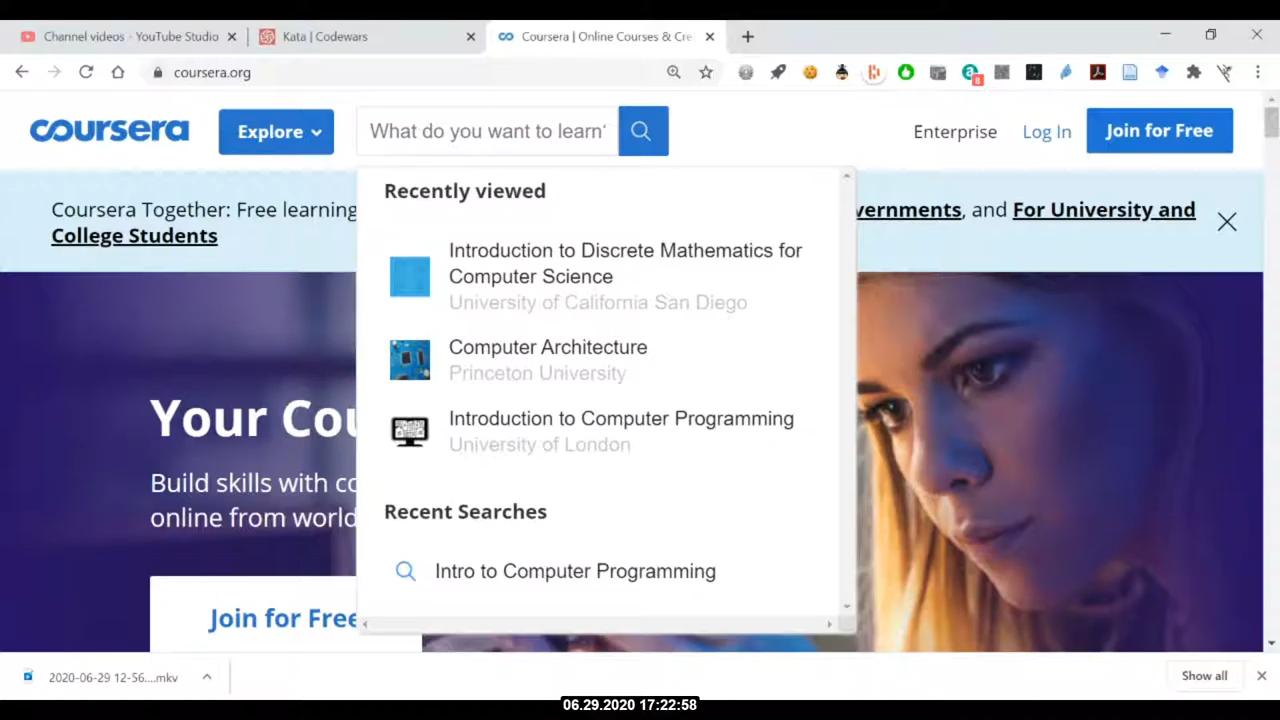 Channel videos - YouTube Studio
Kata | Codewars
Coursera | Online Courses & Cre
coursera.org
8
coursera
Explore
What do you want to learn?
Enterprise
Log In
Join for Free
Recently viewed
Coursera Together: Free learning
vernments, and For University and
College Students
Introduction to Discrete Mathematics for
Computer Science
University of California San Diego
Computer Architecture
Princeton University
Introduction to Computer Programming
University of London
Your Cou
Build skills with co
online from world
Recent Searches
Intro to Computer Programming
Join for Free
2020-06-29 12-56....mkv
Show all
06.29.2020 17:22:58